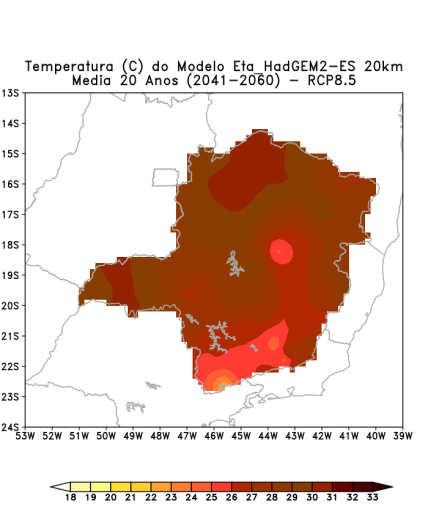 Temperatura (C) do Modelo Eta_HadGEM2-ES 20km
Media 20 Anos (2041-2060) - RCP8.5
13S
14S
15S
16S
17S
18S
19S
20S
21S
22S
23S
24S
53W 52W 51W 50W 49W 48W 47W 46W 45W 44W 43W 42W 41W 40W 39W
18 19 20 21 22 23 24 25 26 27 28 29 30 31 32 33